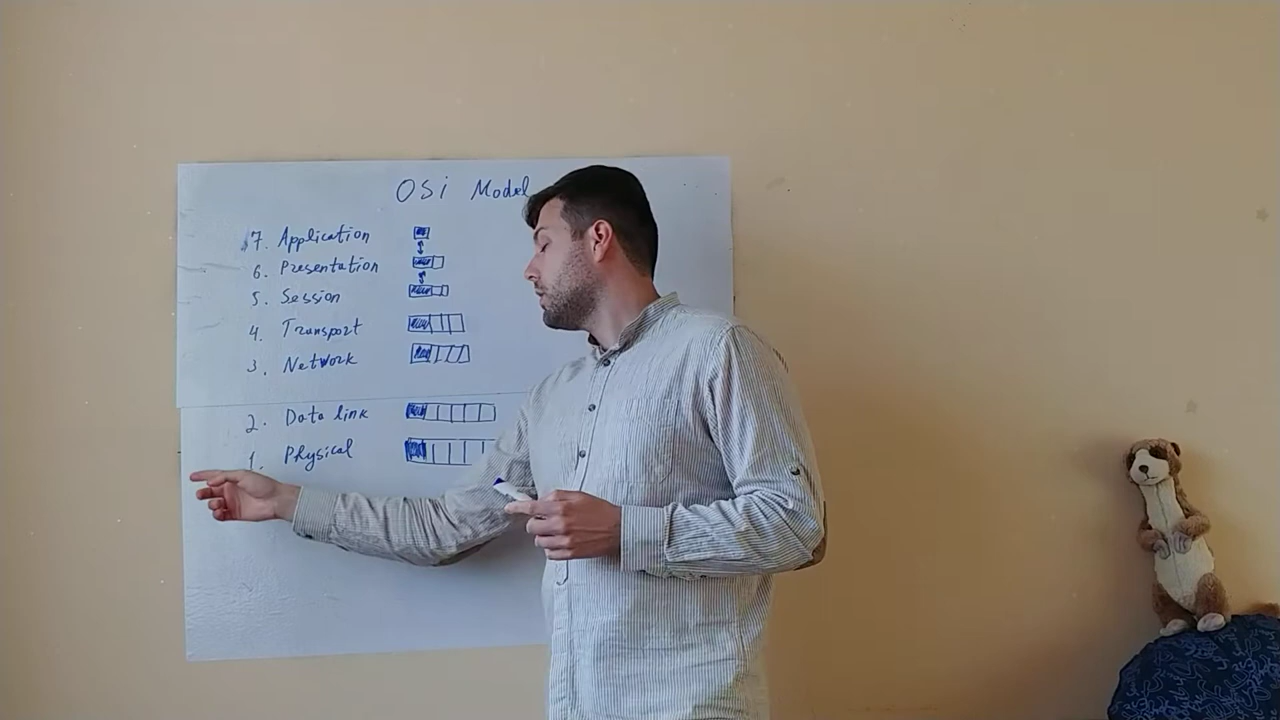 OSi Model
7. Application
6. Presentation
5. Session
4. Transport
3. Network
2. Data link
1. Physical